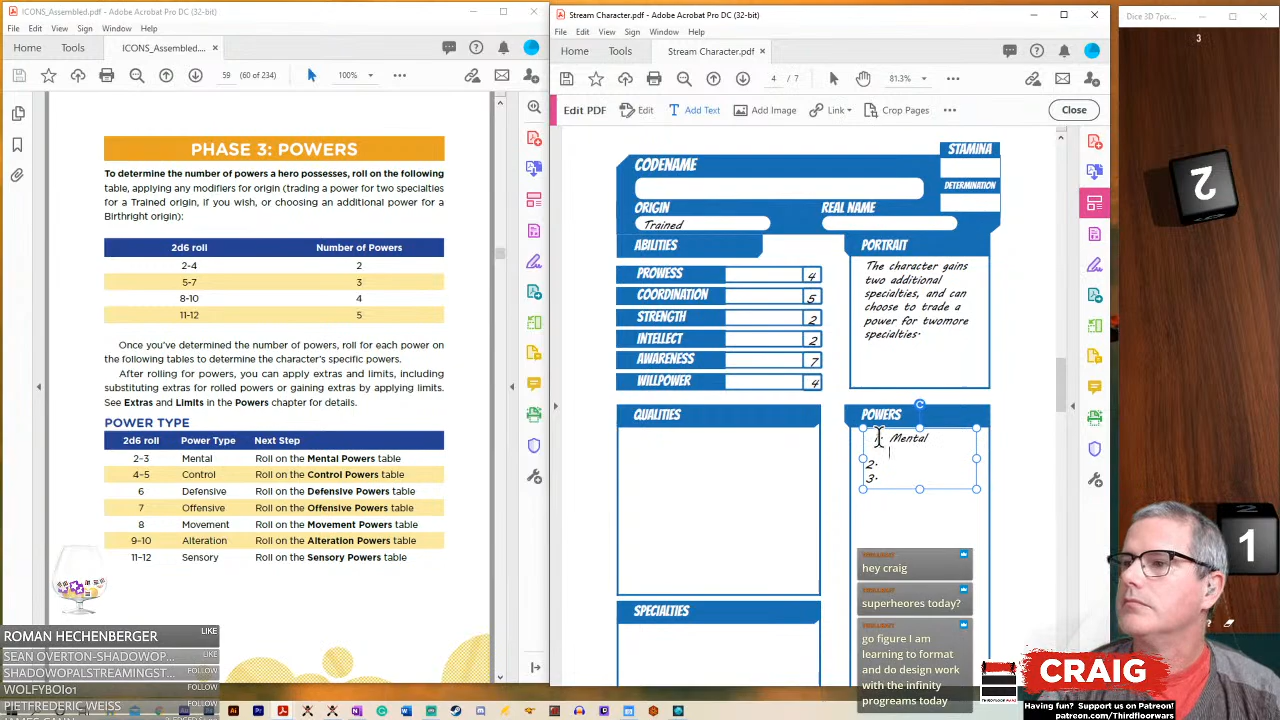 ICONS_Assembled.pdf - Adobe Acrobat Pro DC (32-bit)
File Edit View Sign Window Help
Home Tools ICONS_Assembled....
59 (60 of 234) 100%
PHASE 3: POWERS
To determine the number of powers a hero possesses, roll on the following
table, applying any modifiers for origin (trading a power for two specialties
for a Trained origin, if you wish, or choosing an additional power for a
Birthright origin):
2d6 roll Number of Powers
2-4 2
5-7 3
8-10 4
11-12 5
Once you've determined the number of powers, roll for each power on
the following tables to determine the character's specific powers.
After rolling for powers, you can apply extras and limits, including
substituting extras for rolled powers or gaining extras by applying limits.
See Extras and Limits in the Powers chapter for details.
POWER TYPE
2d6 roll Power Type Next Step
2–3 Mental Roll on the Mental Powers table
4–5 Control Roll on the Control Powers table
6 Defensive Roll on the Defensive Powers table
7 Offensive Roll on the Offensive Powers table
8 Movement Roll on the Movement Powers table
9-10 Alteration Roll on the Alteration Powers table
11-12 Sensory Roll on the Sensory Powers table
ROMAN HECHENBERGER LIKE
SEAN OVERTON-SHADOWOP... LIKE
SHADOWOPALSTREAMINGST... FOLLOW
WOLFYBOI01 FOLLOW
PIETFREDERIC WEISS FOLLOW
Stream Character.pdf - Adobe Acrobat Pro DC (32-bit)
File Edit View Sign Window Help
Home Tools Stream Character.pdf
4 / 7 81.3%
Edit PDF Edit Add Text Add Image Link Crop Pages Close
CODENAME
STAMINA
DETERMINATION
ORIGIN REAL NAME
Trained
ABILITIES
PROWESS 4
COORDINATION 5
STRENGTH 2
INTELLECT 2
AWARENESS 7
WILLPOWER 4
PORTRAIT
The character gains
two additional
specialties, and can
choose to trade a
power for twomore
specialties.
QUALITIES
POWERS
Mental
2.
3.
SPECIALTIES
hey craig
superheores today?
go figure I am
learning to format
and do design work
with the infinity
progreams today
Dice 3D 7pix...
3
2
2
1
CRAIG
Having fun? Support us on Patreon!
patreon.com/Thirdfloorwars